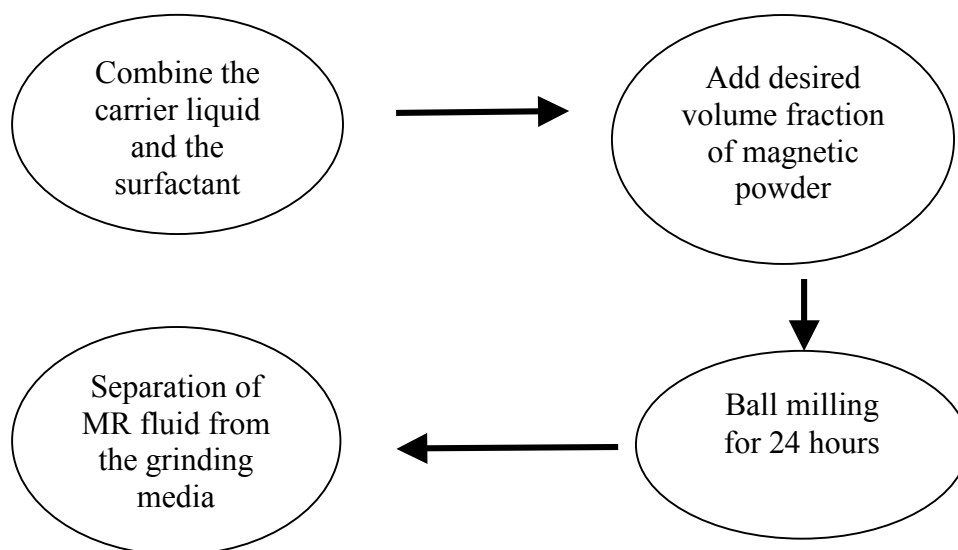 Combine the
carrier liquid
and the
surfactant
Add desired
volume fraction
of magnetic
powder
Ball milling
for 24 hours
Separation of
MR fluid from
the grinding
media